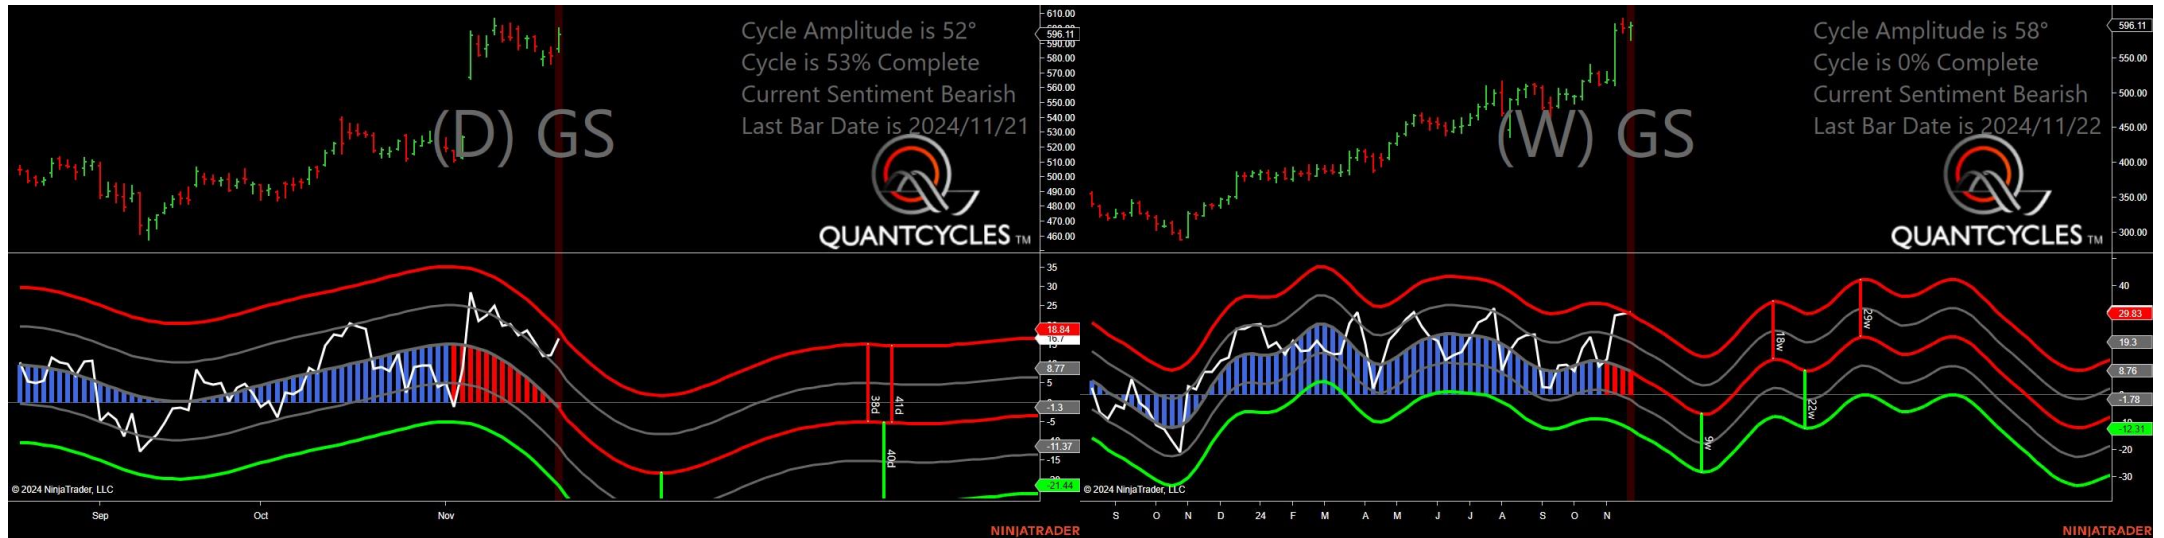 Cycle Amplitude is 52°
Cycle is 53% Complete
Current Sentiment Bearish
Last Bar Date is 2024/11/21
(D) GS
QUANTCYCLES TM
610.00
596.11
590.00
580.00
570.00
560.00
550.00
540.00
530.00
520.00
510.00
500.00
490.00
480.00
470.00
460.00
35
30
25
18.84
16.7
15
8.77
5
-1.3
-5
-11.37
-15
-21.44
38d
41d
40d
© 2024 NinjaTrader, LLC
Sep
Oct
Nov
NINJATRADER
Cycle Amplitude is 58°
Cycle is 0% Complete
Current Sentiment Bearish
Last Bar Date is 2024/11/22
(W) GS
QUANTCYCLES TM
596.11
550.00
500.00
450.00
400.00
350.00
300.00
40
29.83
19.3
8.76
-1.78
-12.31
-20
-30
18w
29w
9w
22w
© 2024 NinjaTrader, LLC
S
O
N
D
24
F
M
A
M
J
J
A
S
O
N
NINJATRADER